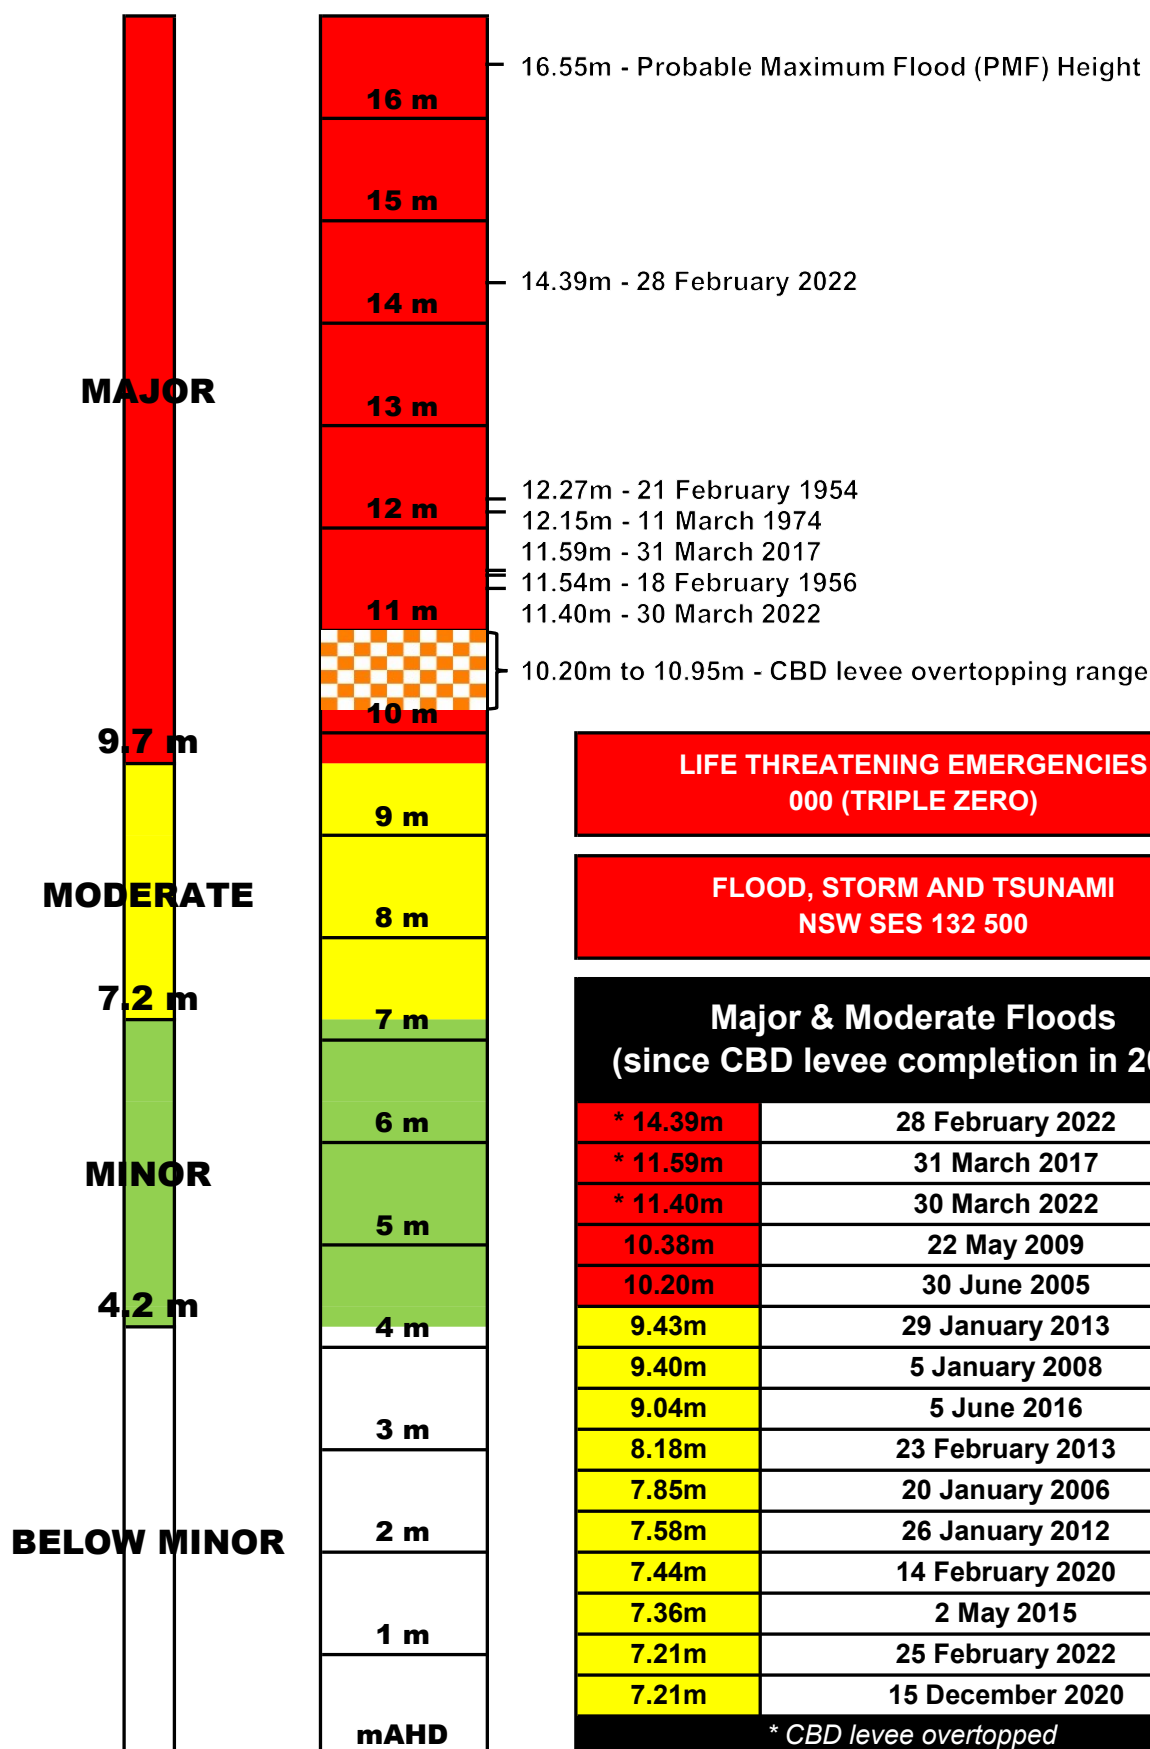 16.55m - Probable Maximum Flood (PMF) Height
16 m
15 m
14.39m - 28 February 2022
14 m
MAJOR
13 m
12.27m - 21 February 1954
12 m
12.15m - 11 March 1974
11.59m - 31 March 2017
11.54m - 18 February 1956
11 m
11.40m - 30 March 2022
10.20m to 10.95m - CBD levee overtopping range
10 m
9.7 m
9 m
MODERATE
8 m
7.2 m
7 m
6 m
MINOR
5 m
4.2 m
4 m
3 m
BELOW MINOR
2 m
1 m
mAHD
LIFE THREATENING EMERGENCIES
000 (TRIPLE ZERO)
FLOOD, STORM AND TSUNAMI
NSW SES 132 500
Major & Moderate Floods
(since CBD levee completion in
* 14.39m 28 February 2022
* 11.59m 31 March 2017
* 11.40m 30 March 2022
10.38m 22 May 2009
10.20m 30 June 2005
9.43m 29 January 2013
9.40m 5 January 2008
9.04m 5 June 2016
8.18m 23 February 2013
7.85m 20 January 2006
7.58m 26 January 2012
7.44m 14 February 2020
7.36m 2 May 2015
7.21m 25 February 2022
7.21m 15 December 2020
* CBD levee overtopped